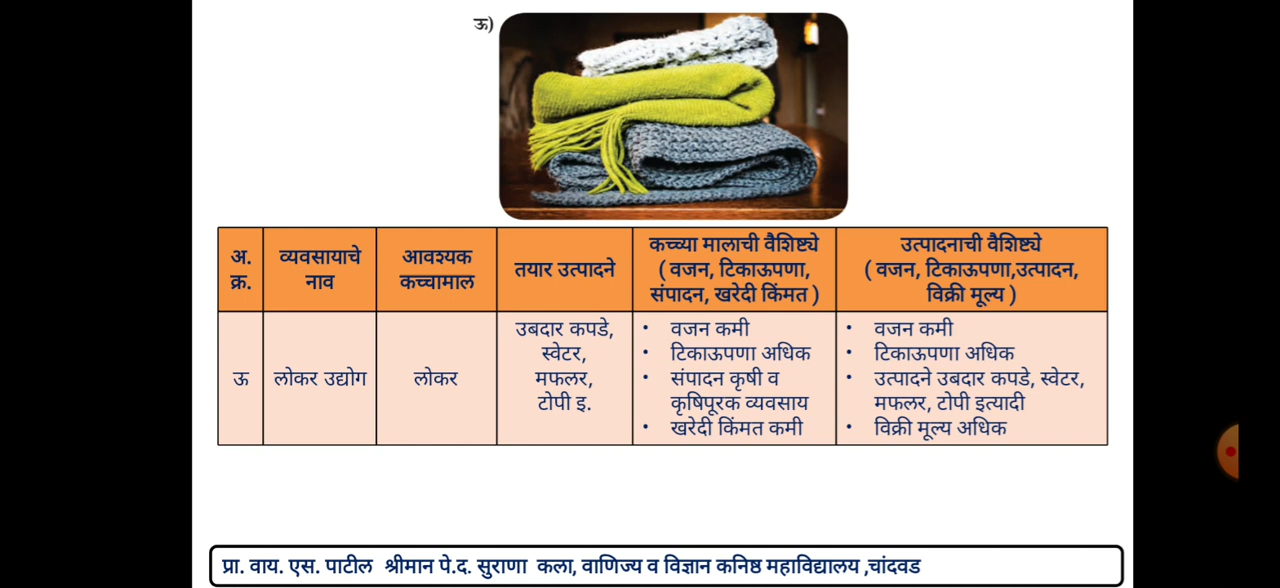 ऊ)
अ. क्र.
व्यवसायाचे नाव
आवश्यक कच्चामाल
तयार उत्पादने
कच्च्या मालाची वैशिष्ट्ये
( वजन, टिकाऊपणा,
संपादन, खरेदी किंमत )
उत्पादनाची वैशिष्ट्ये
( वजन, टिकाऊपणा,उत्पादन,
विक्री मूल्य )
ऊ
लोकर उद्योग
लोकर
उबदार कपडे,
स्वेटर,
मफलर,
टोपी इ.
• वजन कमी
• टिकाऊपणा अधिक
• संपादन कृषी व
कृषिपूरक व्यवसाय
• खरेदी किंमत कमी
• वजन कमी
• टिकाऊपणा अधिक
• उत्पादने उबदार कपडे, स्वेटर,
मफलर, टोपी इत्यादी
• विक्री मूल्य अधिक
प्रा. वाय. एस. पाटील श्रीमान पे.द. सुराणा कला, वाणिज्य व विज्ञान कनिष्ठ महाविद्यालय ,चांदवड